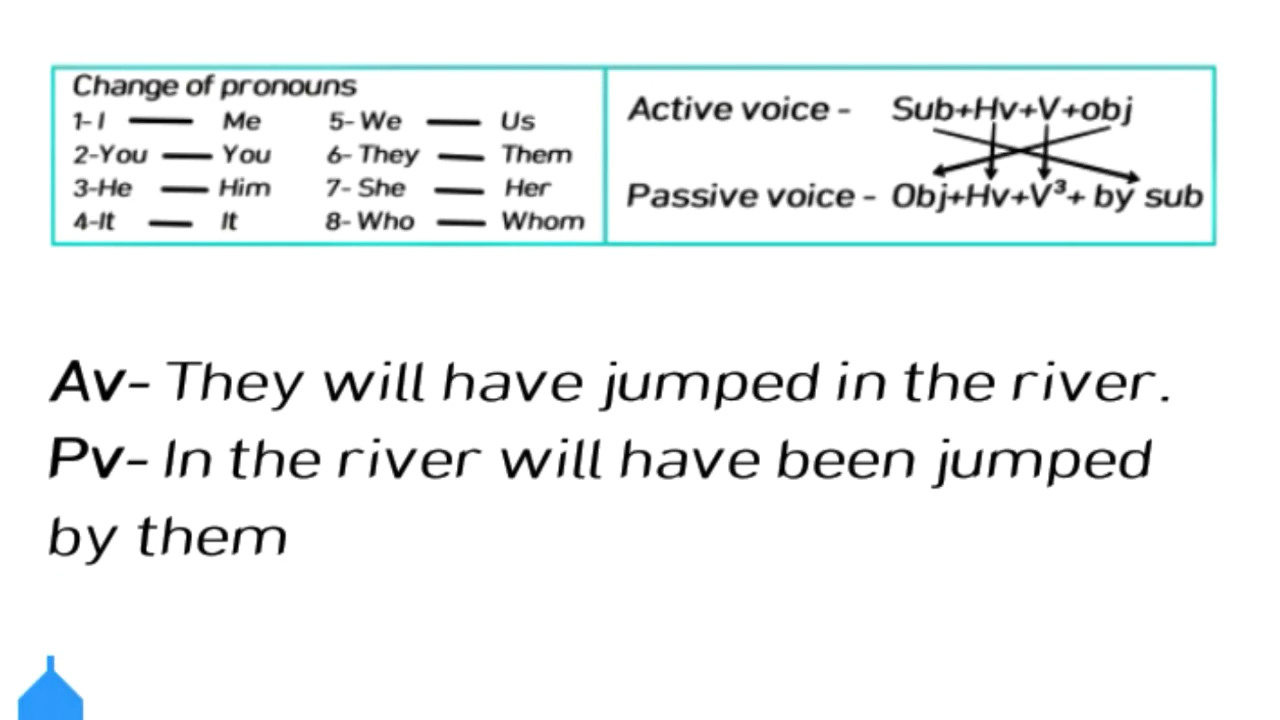 Change of pronouns
1- I — Me 5- We — Us
2-You — You 6- They — Them
3-He — Him 7- She — Her
4-It — It 8- Who — Whom
Active voice - Sub+Hv+V+obj
Passive voice - Obj+Hv+V³+ by sub
Av- They will have jumped in the river.
Pv- In the river will have been jumped
by them